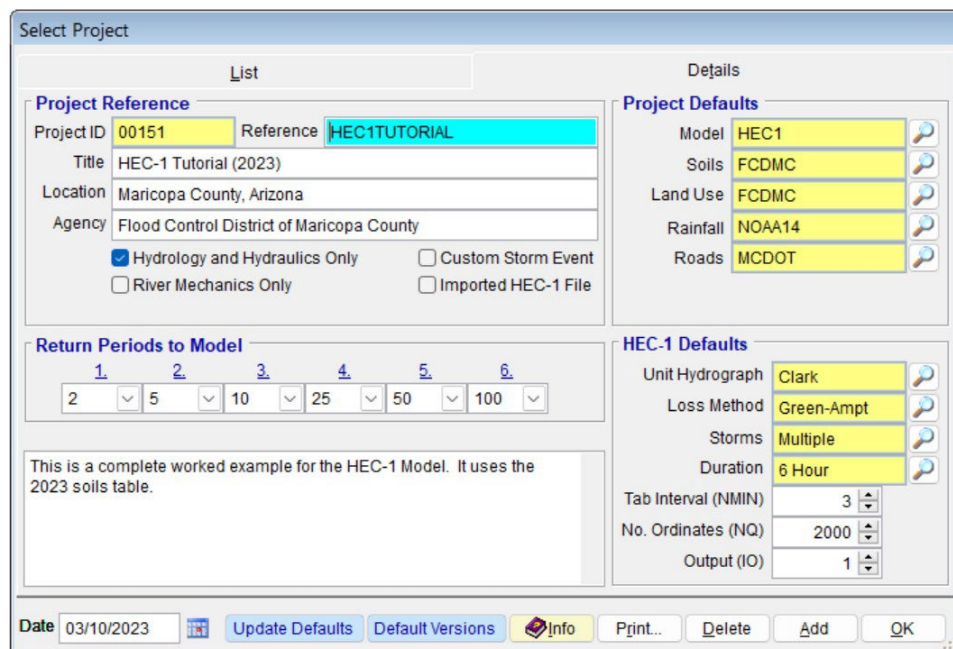 Select Project
List
Details
Project Reference
Project ID 00151 Reference HEC1TUTORIAL
Title HEC-1 Tutorial (2023)
Location Maricopa County, Arizona
Agency Flood Control District of Maricopa County
Hydrology and Hydraulics Only
Custom Storm Event
River Mechanics Only
Imported HEC-1 File
Project Defaults
Model HEC1
Soils FCDMC
Land Use FCDMC
Rainfall NOAA14
Roads MCDOT
Return Periods to Model
1. 2. 3. 4. 5. 6.
2 5 10 25 50 100
This is a complete worked example for the HEC-1 Model. It uses the
2023 soils table.
HEC-1 Defaults
Unit Hydrograph Clark
Loss Method Green-Ampt
Storms Multiple
Duration 6 Hour
Tab Interval (NMIN) 3
No. Ordinates (NQ) 2000
Output (IO) 1
Date 03/10/2023 Update Defaults Default Versions Info Print... Delete Add OK